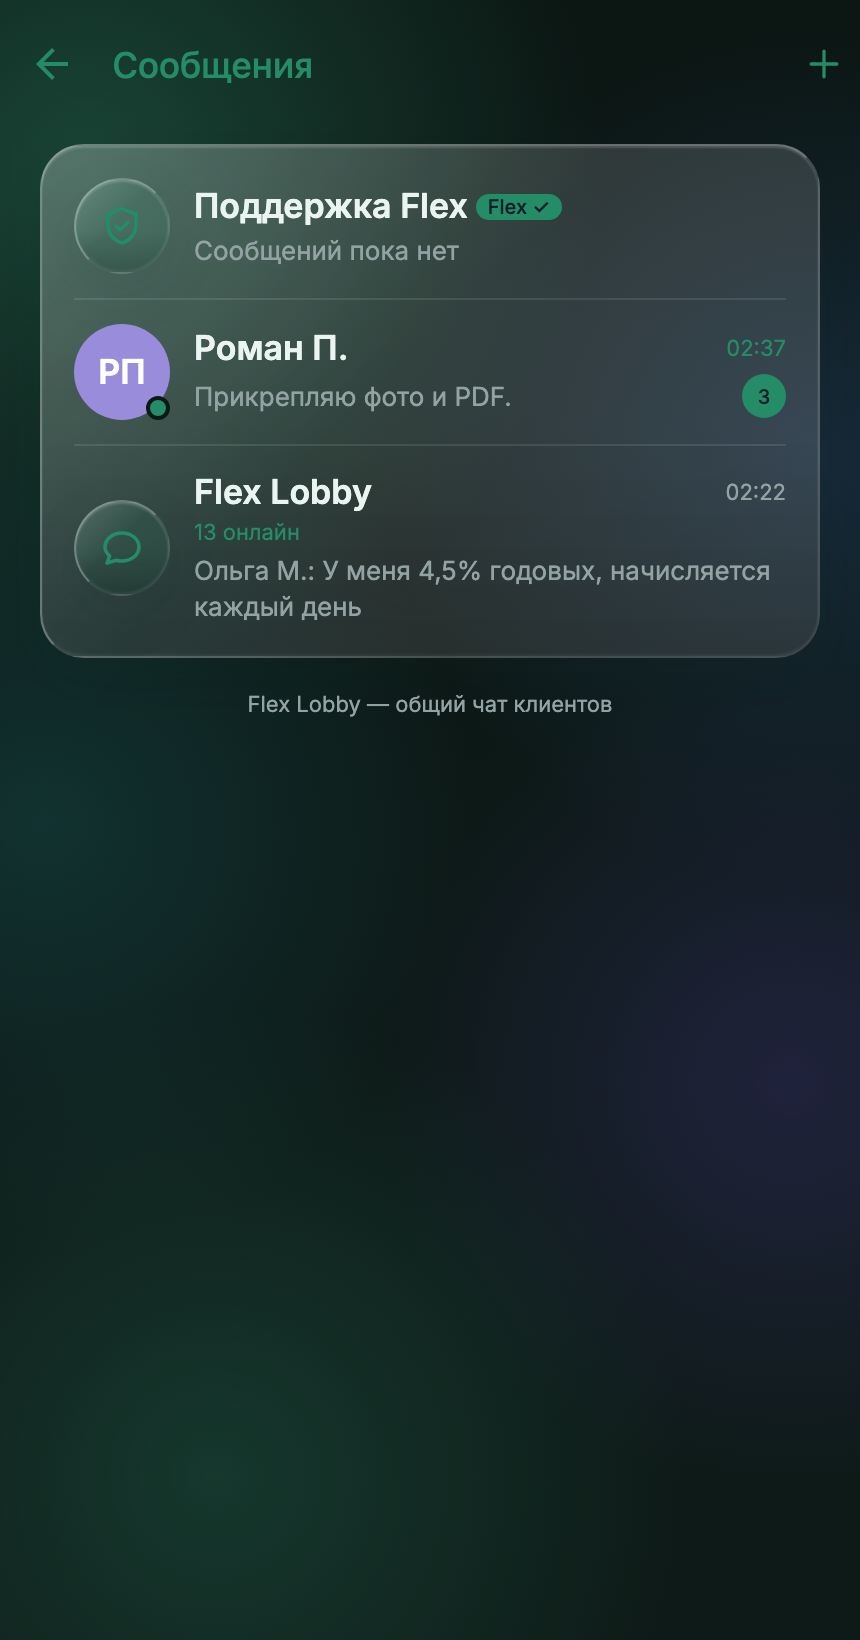 Сообщения
Поддержка Flex Flex ✓
Сообщений пока нет
РП
Роман П. 02:37
Прикрепляю фото и PDF. 3
Flex Lobby 02:22
13 онлайн
Ольга М.: У меня 4,5% годовых, начисляется
каждый день
Flex Lobby — общий чат клиентов